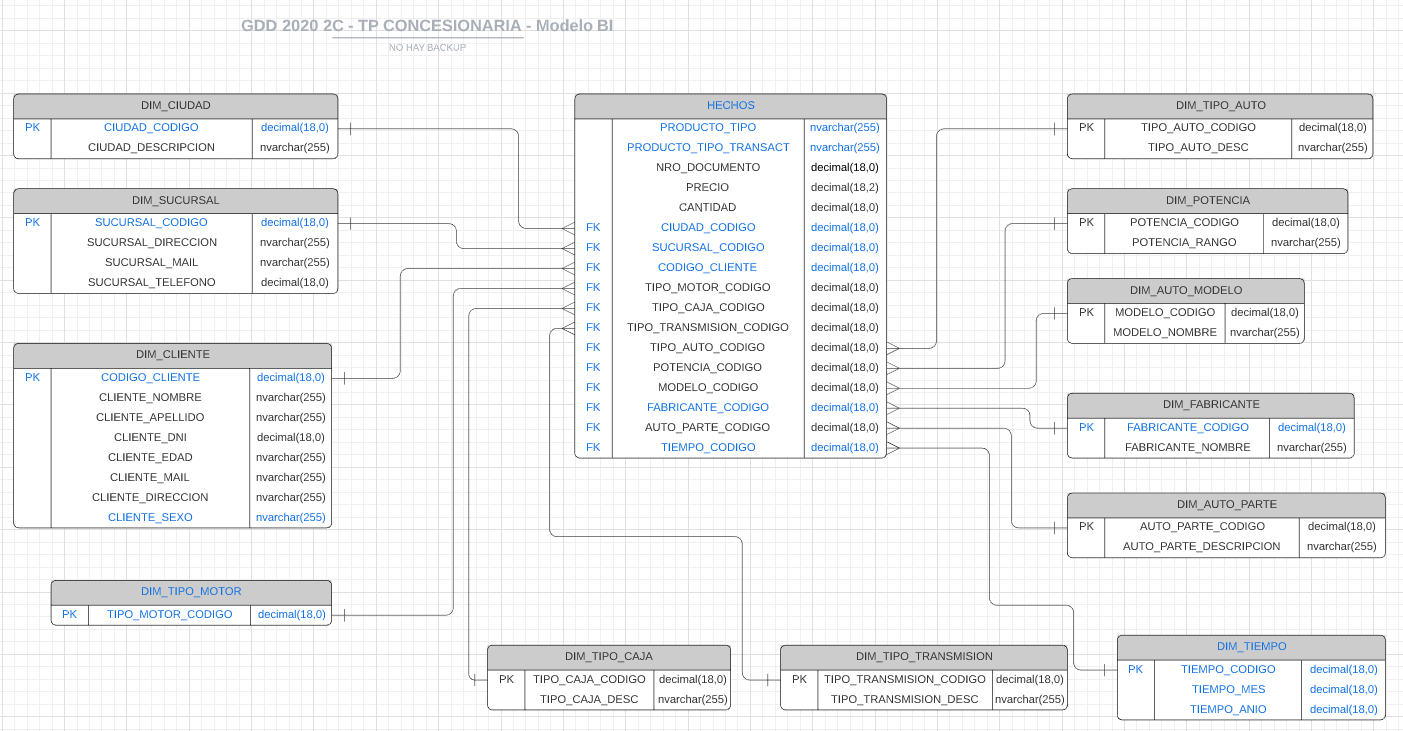 GDD 2020 2C - TP CONCESIONARIA - Modelo BI
NO HAY BACKUP
DIM_CIUDAD
PK CIUDAD_CODIGO decimal(18,0)
CIUDAD_DESCRIPCION nvarchar(255)
DIM_SUCURSAL
PK SUCURSAL_CODIGO decimal(18,0)
SUCURSAL_DIRECCION nvarchar(255)
SUCURSAL_MAIL nvarchar(255)
SUCURSAL_TELEFONO decimal(18,0)
DIM_CLIENTE
PK CODIGO_CLIENTE decimal(18,0)
CLIENTE_NOMBRE nvarchar(255)
CLIENTE_APELLIDO nvarchar(255)
CLIENTE_DNI decimal(18,0)
CLIENTE_EDAD nvarchar(255)
CLIENTE_MAIL nvarchar(255)
CLIENTE_DIRECCION nvarchar(255)
CLIENTE_SEXO nvarchar(255)
DIM_TIPO_MOTOR
PK TIPO_MOTOR_CODIGO decimal(18,0)
HECHOS
PRODUCTO_TIPO nvarchar(255)
PRODUCTO_TIPO_TRANSACT nvarchar(255)
NRO_DOCUMENTO decimal(18,0)
PRECIO decimal(18,2)
CANTIDAD decimal(18,0)
FK CIUDAD_CODIGO decimal(18,0)
FK SUCURSAL_CODIGO decimal(18,0)
FK CODIGO_CLIENTE decimal(18,0)
FK TIPO_MOTOR_CODIGO decimal(18,0)
FK TIPO_CAJA_CODIGO decimal(18,0)
FK TIPO_TRANSMISION_CODIGO decimal(18,0)
FK TIPO_AUTO_CODIGO decimal(18,0)
FK POTENCIA_CODIGO decimal(18,0)
FK MODELO_CODIGO decimal(18,0)
FK FABRICANTE_CODIGO decimal(18,0)
FK AUTO_PARTE_CODIGO decimal(18,0)
FK TIEMPO_CODIGO decimal(18,0)
DIM_TIPO_CAJA
PK TIPO_CAJA_CODIGO decimal(18,0)
TIPO_CAJA_DESC nvarchar(255)
DIM_TIPO_TRANSMISION
PK TIPO_TRANSMISION_CODIGO decimal(18,0)
TIPO_TRANSMISION_DESC nvarchar(255)
DIM_TIPO_AUTO
PK TIPO_AUTO_CODIGO decimal(18,0)
TIPO_AUTO_DESC nvarchar(255)
DIM_POTENCIA
PK POTENCIA_CODIGO decimal(18,0)
POTENCIA_RANGO nvarchar(255)
DIM_AUTO_MODELO
PK MODELO_CODIGO decimal(18,0)
MODELO_NOMBRE nvarchar(255)
DIM_FABRICANTE
PK FABRICANTE_CODIGO decimal(18,0)
FABRICANTE_NOMBRE nvarchar(255)
DIM_AUTO_PARTE
PK AUTO_PARTE_CODIGO decimal(18,0)
AUTO_PARTE_DESCRIPCION nvarchar(255)
DIM_TIEMPO
PK TIEMPO_CODIGO decimal(18,0)
TIEMPO_MES decimal(18,0)
TIEMPO_ANIO decimal(18,0)